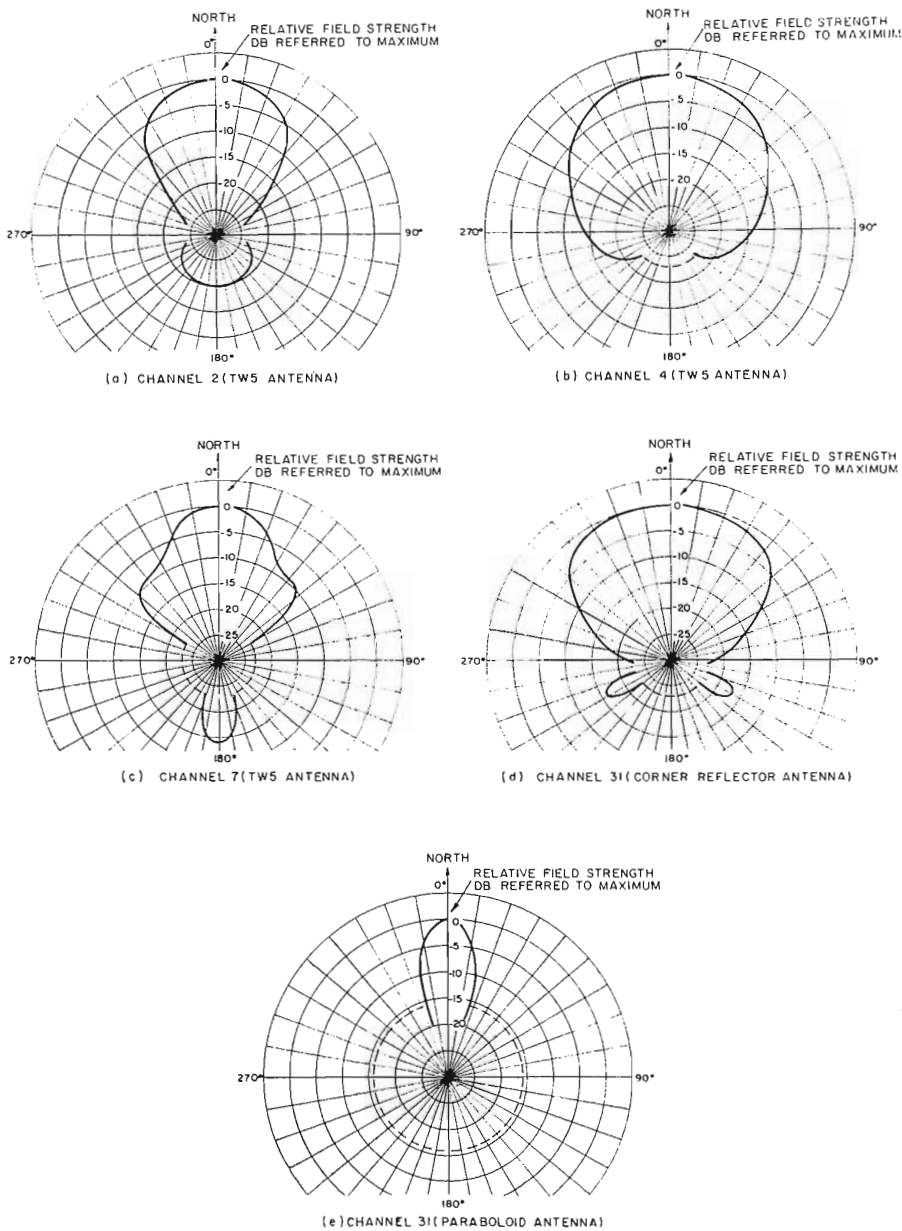 NORTH
RELATIVE FIELD STRENGTH
DB REFERRED TO MAXIMUM
0°
0
-5
-10
-15
-20
270°
90°
180°
(a) CHANNEL 2 (TW5 ANTENNA)
NORTH
RELATIVE FIELD STRENGTH
DB REFERRED TO MAXIMUM
0°
0
-5
-10
-15
-20
270°
90°
180°
(b) CHANNEL 4 (TW5 ANTENNA)
NORTH
RELATIVE FIELD STRENGTH
DB REFERRED TO MAXIMUM
0°
0
-5
-10
-15
-20
-25
270°
90°
180°
(c) CHANNEL 7 (TW5 ANTENNA)
NORTH
RELATIVE FIELD STRENGTH
DB REFERRED TO MAXIMUM
0°
0
-5
-10
-15
-20
-25
270°
90°
180°
(d) CHANNEL 31 (CORNER REFLECTOR ANTENNA)
NORTH
RELATIVE FIELD STRENGTH
DB REFERRED TO MAXIMUM
0°
0
-5
-10
-15
-20
270°
90°
180°
(e) CHANNEL 31 (PARABOLOID ANTENNA)